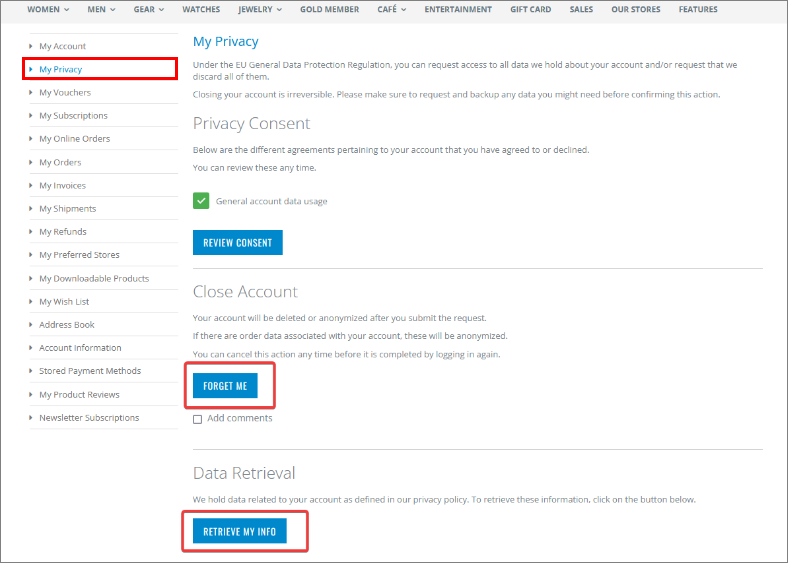 WOMEN MEN GEAR WATCHES JEWELRY GOLD MEMBER CAFÉ ENTERTAINMENT GIFT CARD SALES OUR STORES FEATURES
My Account
My Privacy
My Vouchers
My Subscriptions
My Online Orders
My Orders
My Invoices
My Shipments
My Refunds
My Preferred Stores
My Downloadable Products
My Wish List
Address Book
Account Information
Stored Payment Methods
My Product Reviews
Newsletter Subscriptions
My Privacy
Under the EU General Data Protection Regulation, you can request access to all data we hold about your account and/or request that we
discard all of them.
Closing your account is irreversible. Please make sure to request and backup any data you might need before confirming this action.
Privacy Consent
Below are the different agreements pertaining to your account that you have agreed to or declined.
You can review these any time.
General account data usage
REVIEW CONSENT
Close Account
Your account will be deleted or anonymized after you submit the request.
If there are order data associated with your account, these will be anonymized.
You can cancel this action any time before it is completed by logging in again.
FORGET ME
Add comments
Data Retrieval
We hold data related to your account as defined in our privacy policy. To retrieve these information, click on the button below.
RETRIEVE MY INFO